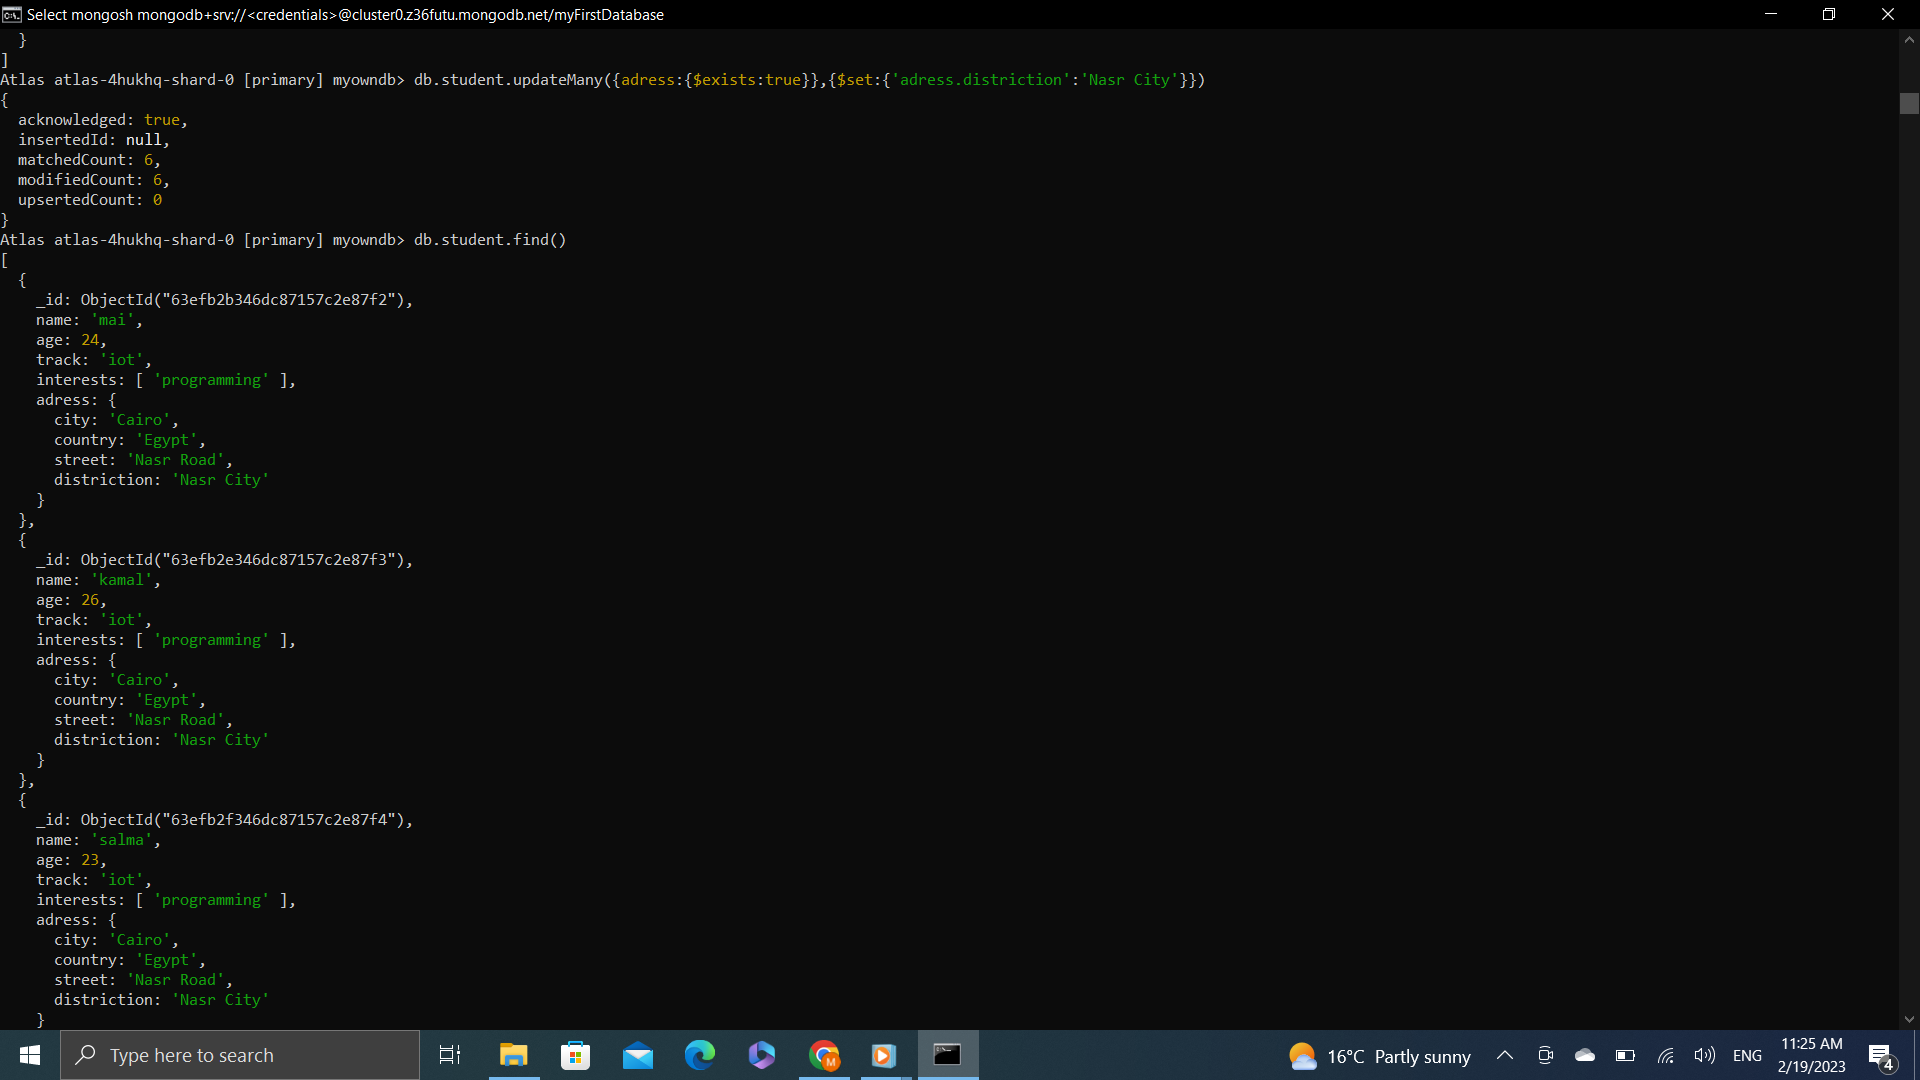 Select mongosh mongodb+srv://<credentials>@cluster0.z36futu.mongodb.net/myFirstDatabase
  }
]
Atlas atlas-4hukhq-shard-0 [primary] myowndb> db.student.updateMany({adress:{$exists:true}},{$set:{'adress.distriction':'Nasr City'}})
{
  acknowledged: true,
  insertedId: null,
  matchedCount: 6,
  modifiedCount: 6,
  upsertedCount: 0
}
Atlas atlas-4hukhq-shard-0 [primary] myowndb> db.student.find()
[
  {
    _id: ObjectId("63efb2b346dc87157c2e87f2"),
    name: 'mai',
    age: 24,
    track: 'iot',
    interests: [ 'programming' ],
    adress: {
      city: 'Cairo',
      country: 'Egypt',
      street: 'Nasr Road',
      distriction: 'Nasr City'
    }
  },
  {
    _id: ObjectId("63efb2e346dc87157c2e87f3"),
    name: 'kamal',
    age: 26,
    track: 'iot',
    interests: [ 'programming' ],
    adress: {
      city: 'Cairo',
      country: 'Egypt',
      street: 'Nasr Road',
      distriction: 'Nasr City'
    }
  },
  {
    _id: ObjectId("63efb2f346dc87157c2e87f4"),
    name: 'salma',
    age: 23,
    track: 'iot',
    interests: [ 'programming' ],
    adress: {
      city: 'Cairo',
      country: 'Egypt',
      street: 'Nasr Road',
      distriction: 'Nasr City'
    }
Type here to search
M
16°C Partly sunny
ENG
11:25 AM
2/19/2023
4